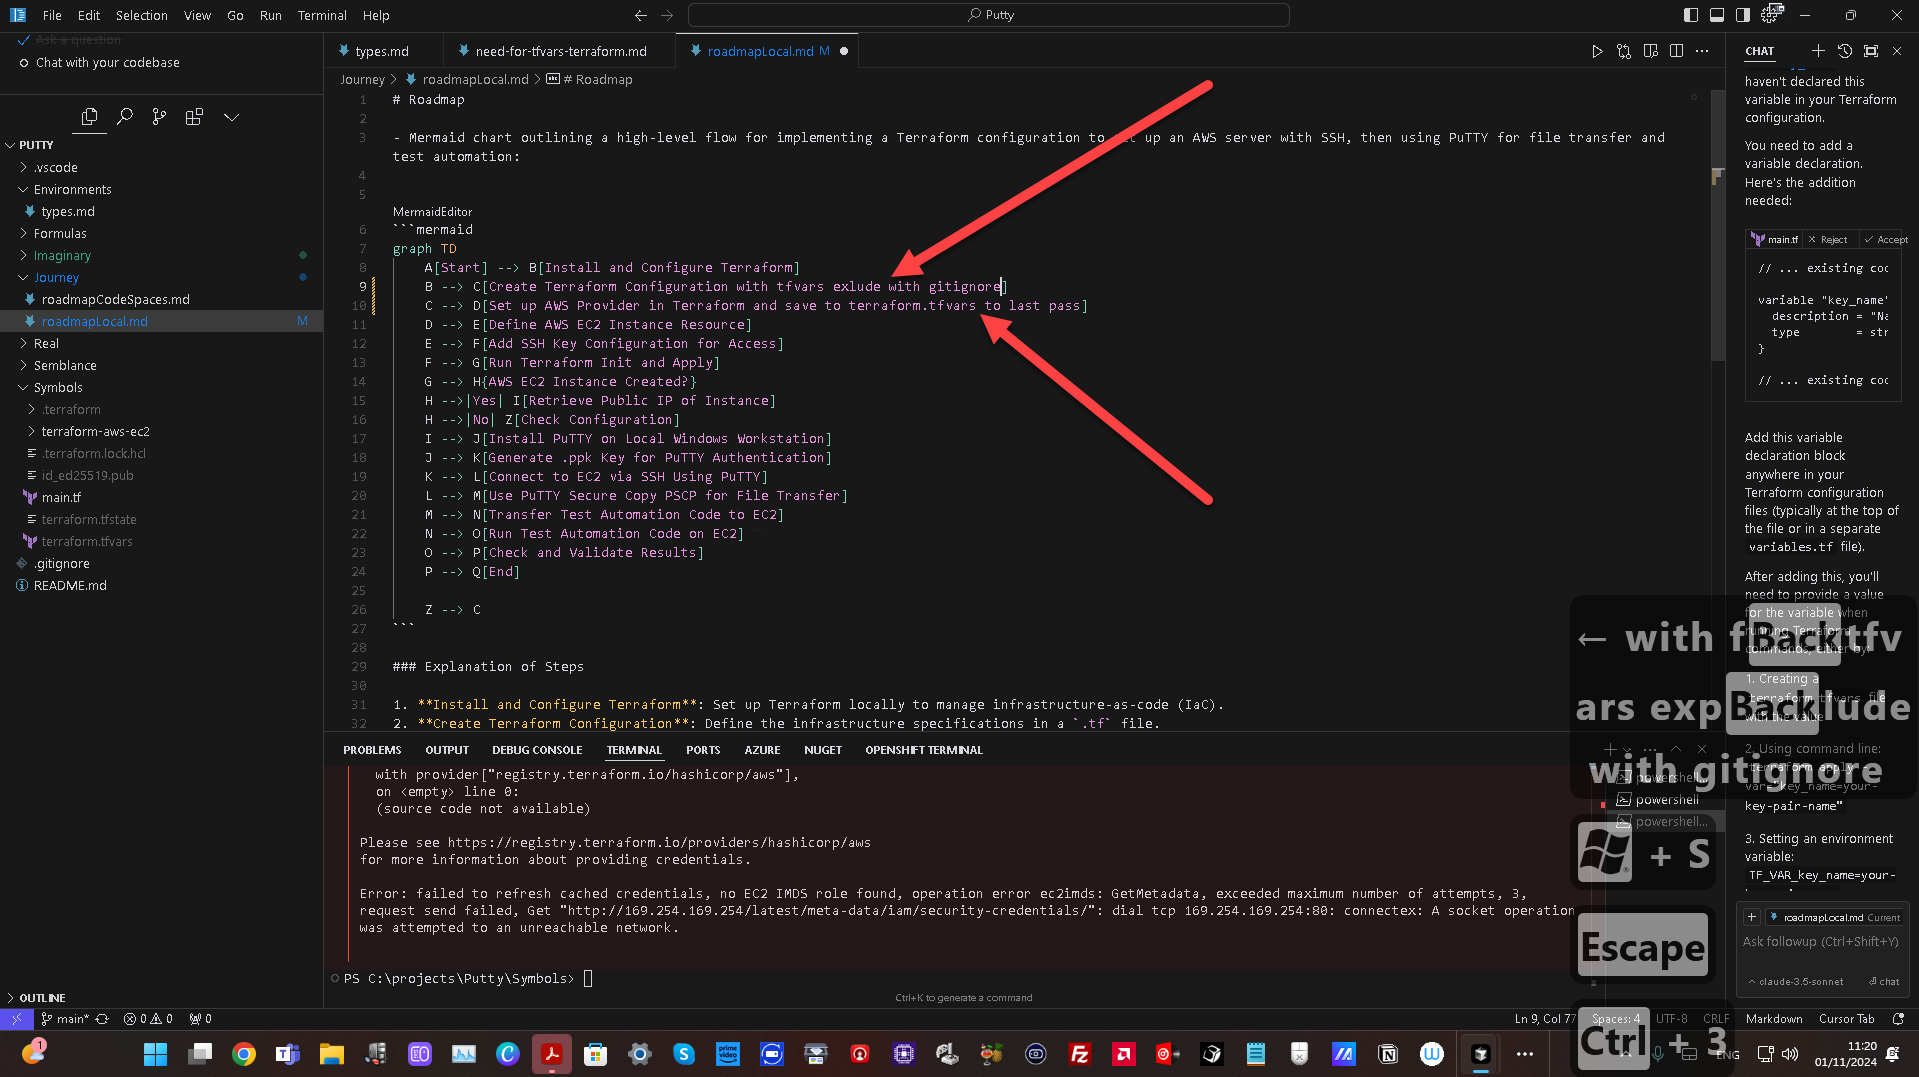 File Edit Selection View Go Run Terminal Help
Putty
Ask a question
Chat with your codebase
PUTTY
.vscode
Environments
types.md
Formulas
Imaginary
Journey
roadmapCodeSpaces.md
roadmapLocal.md M
Real
Semblance
Symbols
.terraform
terraform-aws-ec2
.terraform.lock.hcl
id_ed25519.pub
main.tf
terraform.tfstate
terraform.tfvars
.gitignore
README.md
OUTLINE
types.md need-for-tfvars-terraform.md roadmapLocal.md M
Journey > roadmapLocal.md > # Roadmap
1 # Roadmap
2
3 - Mermaid chart outlining a high-level flow for implementing a Terraform configuration to set up an AWS server with SSH, then using PuTTY for file transfer and
test automation:
4
5
MermaidEditor
6 ```mermaid
7 graph TD
8 A[Start] --> B[Install and Configure Terraform]
9 B --> C[Create Terraform Configuration with tfvars exlude with gitignore]
10 C --> D[Set up AWS Provider in Terraform and save to terraform.tfvars to last pass]
11 D --> E[Define AWS EC2 Instance Resource]
12 E --> F[Add SSH Key Configuration for Access]
13 F --> G[Run Terraform Init and Apply]
14 G --> H{AWS EC2 Instance Created?}
15 H -->|Yes| I[Retrieve Public IP of Instance]
16 H -->|No| Z[Check Configuration]
17 I --> J[Install PuTTY on Local Windows Workstation]
18 J --> K[Generate .ppk Key for PuTTY Authentication]
19 K --> L[Connect to EC2 via SSH Using PuTTY]
20 L --> M[Use PuTTY Secure Copy PSCP for File Transfer]
21 M --> N[Transfer Test Automation Code to EC2]
22 N --> O[Run Test Automation Code on EC2]
23 O --> P[Check and Validate Results]
24 P --> Q[End]
25
26 Z --> C
27 ```
28
29 ### Explanation of Steps
30
31 1. **Install and Configure Terraform**: Set up Terraform locally to manage infrastructure-as-code (IaC).
32 2. **Create Terraform Configuration**: Define the infrastructure specifications in a `.tf` file.
PROBLEMS OUTPUT DEBUG CONSOLE TERMINAL PORTS AZURE NUGET OPENSHIFT TERMINAL
with provider["registry.terraform.io/hashicorp/aws"],
on <empty> line 0:
(source code not available)
Please see https://registry.terraform.io/providers/hashicorp/aws
for more information about providing credentials.
Error: failed to refresh cached credentials, no EC2 IMDS role found, operation error ec2imds: GetMetadata, exceeded maximum number of attempts, 3,
request send failed, Get "http://169.254.169.254/latest/meta-data/iam/security-credentials/": dial tcp 169.254.169.254:80: connectex: A socket operation
was attempted to an unreachable network.
PS C:\projects\Putty\Symbols>
Ctrl+K to generate a command
powershell...
powershell
powershell...
CHAT
haven't declared this
variable in your Terraform
configuration.
You need to add a
variable declaration.
Here's the addition
needed:
main.tf Reject Accept
// ... existing coc
variable "key_name"
description = "Na
type = str
}
// ... existing coc
Add this variable
declaration block
anywhere in your
Terraform configuration
files (typically at the top of
the file or in a separate
variables.tf file).
After adding this, you'll
need to provide a value
for the variable when
running Terraform
commands, either by:
1. Creating a
terraform.tfvars file
with the value
2. Using command line:
terraform apply -
var="key_name=your-
key-pair-name"
3. Setting an environment
variable:
TF_VAR_key_name=your-
roadmapLocal.md Current
Ask followup (Ctrl+Shift+Y)
claude-3.5-sonnet chat
← with f Back tfv
ars exp Back lude
with gitignore
+ S
Escape
Ctrl + 3
main* 0 0 0
Ln 9, Col 77 Spaces: 4 UTF-8 CRLF Markdown Cursor Tab
1
prime video
ENG
11:20
01/11/2024